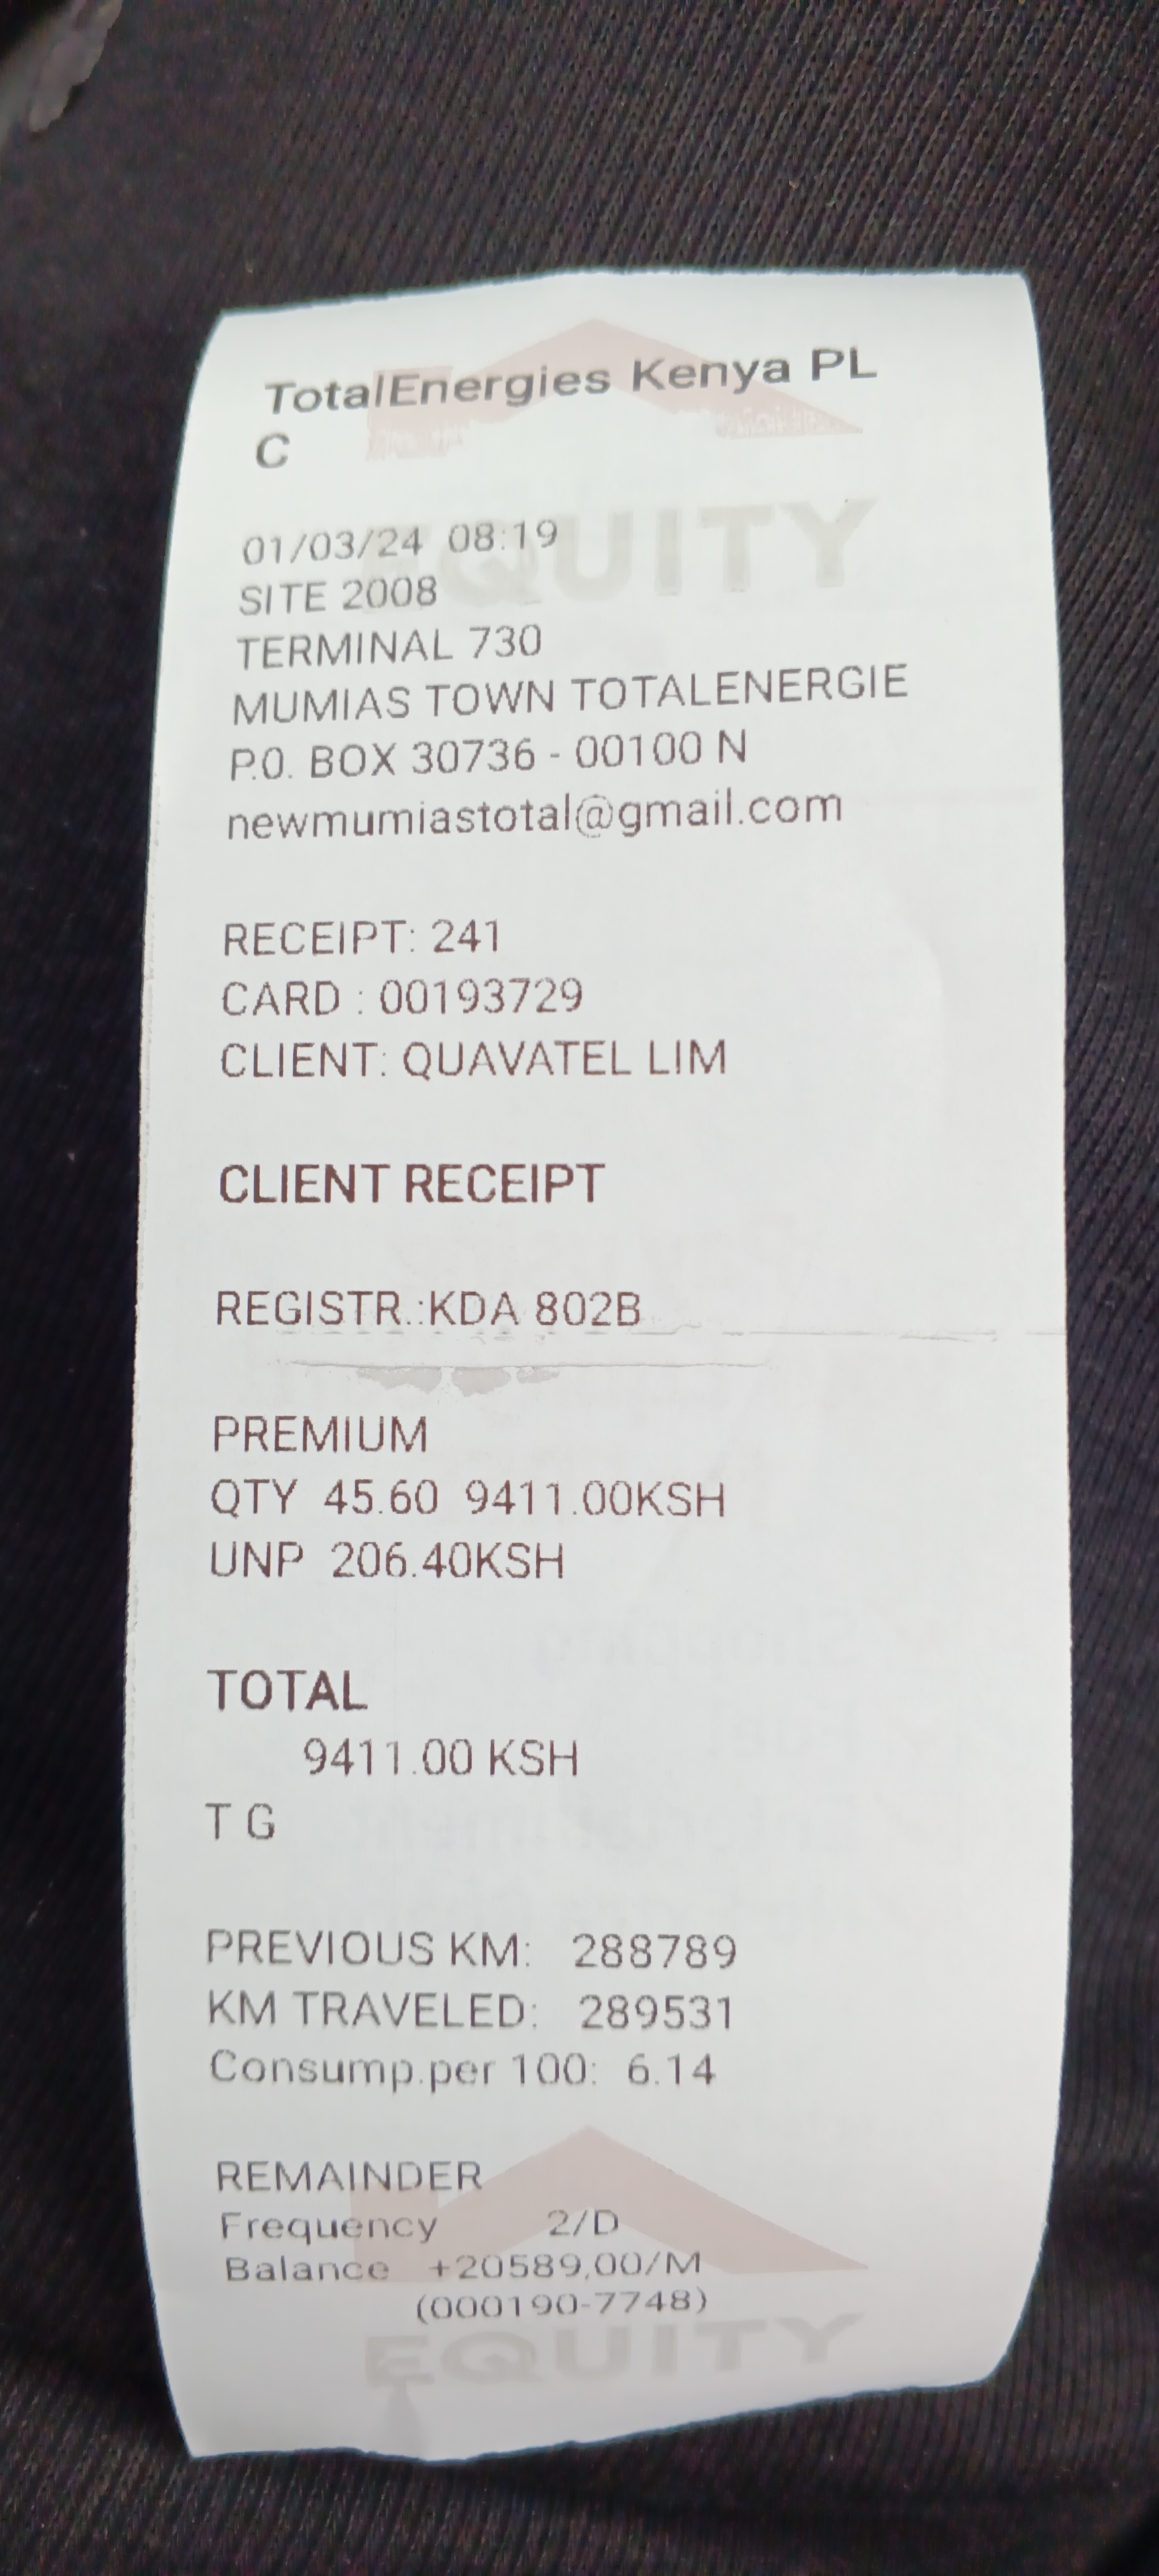 TotalEnergies Kenya PL
C
EQUITY
01/03/24 08:19
SITE 2008
TERMINAL 730
MUMIAS TOWN TOTALENERGIE
P.O. BOX 30736 - 00100 N
newmumiastotal@gmail.com
RECEIPT: 241
CARD : 00193729
CLIENT: QUAVATEL LIM
CLIENT RECEIPT
REGISTR.:KDA 802B
PREMIUM
QTY 45.60 9411.00KSH
UNP 206.40KSH
TOTAL
9411.00 KSH
T G
PREVIOUS KM: 288789
KM TRAVELED: 289531
Consump.per 100: 6.14
REMAINDER
Frequency 2/D
Balance +20589,00/M
(000190-7748)
EQUITY